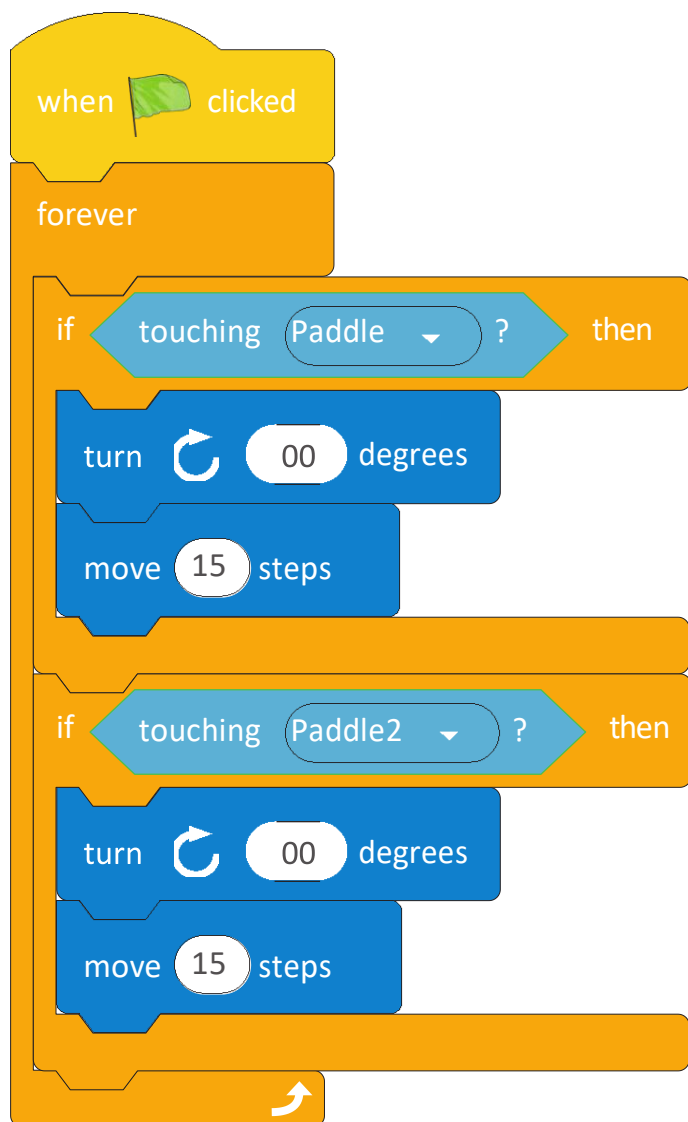 when clicked
forever
if touching Paddle ? then
turn 00 degrees
move 15 steps
if touching Paddle2 ? then
turn 00 degrees
move 15 steps